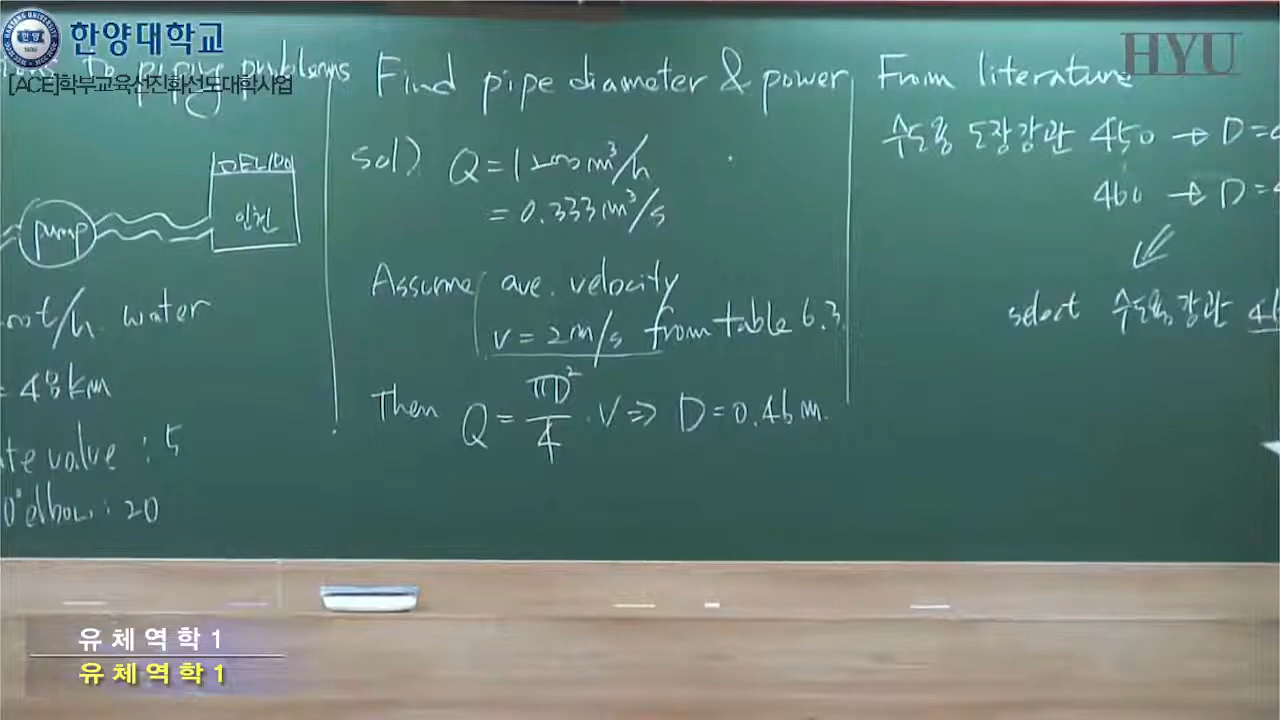 한양대학교
[ACE]학부교육선진화선도대학사업
HYU
To piping problems
pump
인천
water
48km
valve : 5
elbow : 20
Find pipe diameter & power
sol) Q = 1200 m³/h
= 0.333 m³/s
Assume ave. velocity
v = 2 m/s from table 6.3
Then Q = πD²/4 · V ⇒ D = 0.46 m.
From literature
수도용 도장강관 450 → D =
460 → D =
select 수도용 강관
유체역학1
유체역학1